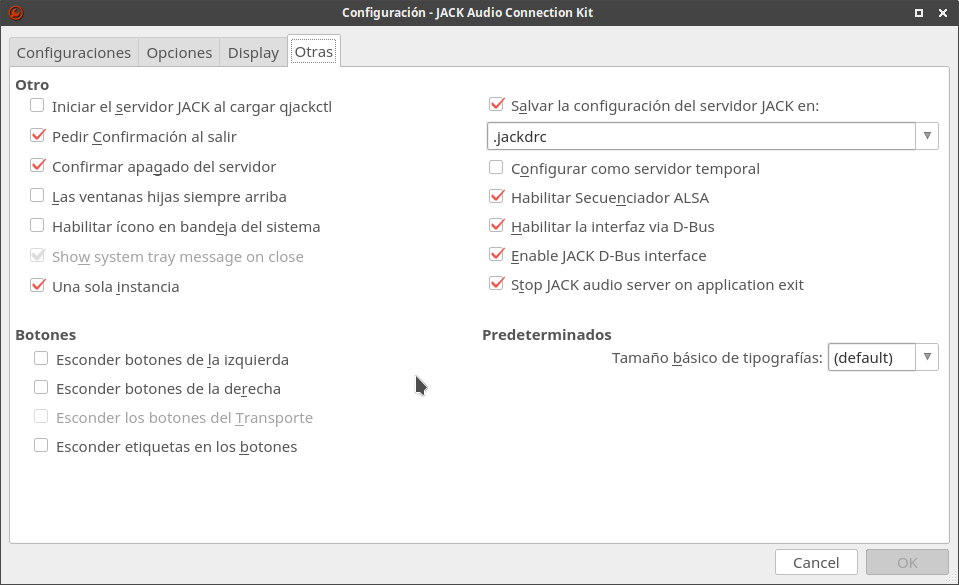 Configuración - JACK Audio Connection Kit
Configuraciones Opciones Display Otras
Otro
Iniciar el servidor JACK al cargar qjackctl
Pedir Confirmación al salir
Confirmar apagado del servidor
Las ventanas hijas siempre arriba
Habilitar ícono en bandeja del sistema
Show system tray message on close
Una sola instancia
Salvar la configuración del servidor JACK en:
.jackdrc
Configurar como servidor temporal
Habilitar Secuenciador ALSA
Habilitar la interfaz via D-Bus
Enable JACK D-Bus interface
Stop JACK audio server on application exit
Botones
Esconder botones de la izquierda
Esconder botones de la derecha
Esconder los botones del Transporte
Esconder etiquetas en los botones
Predeterminados
Tamaño básico de tipografías: (default)
Cancel OK